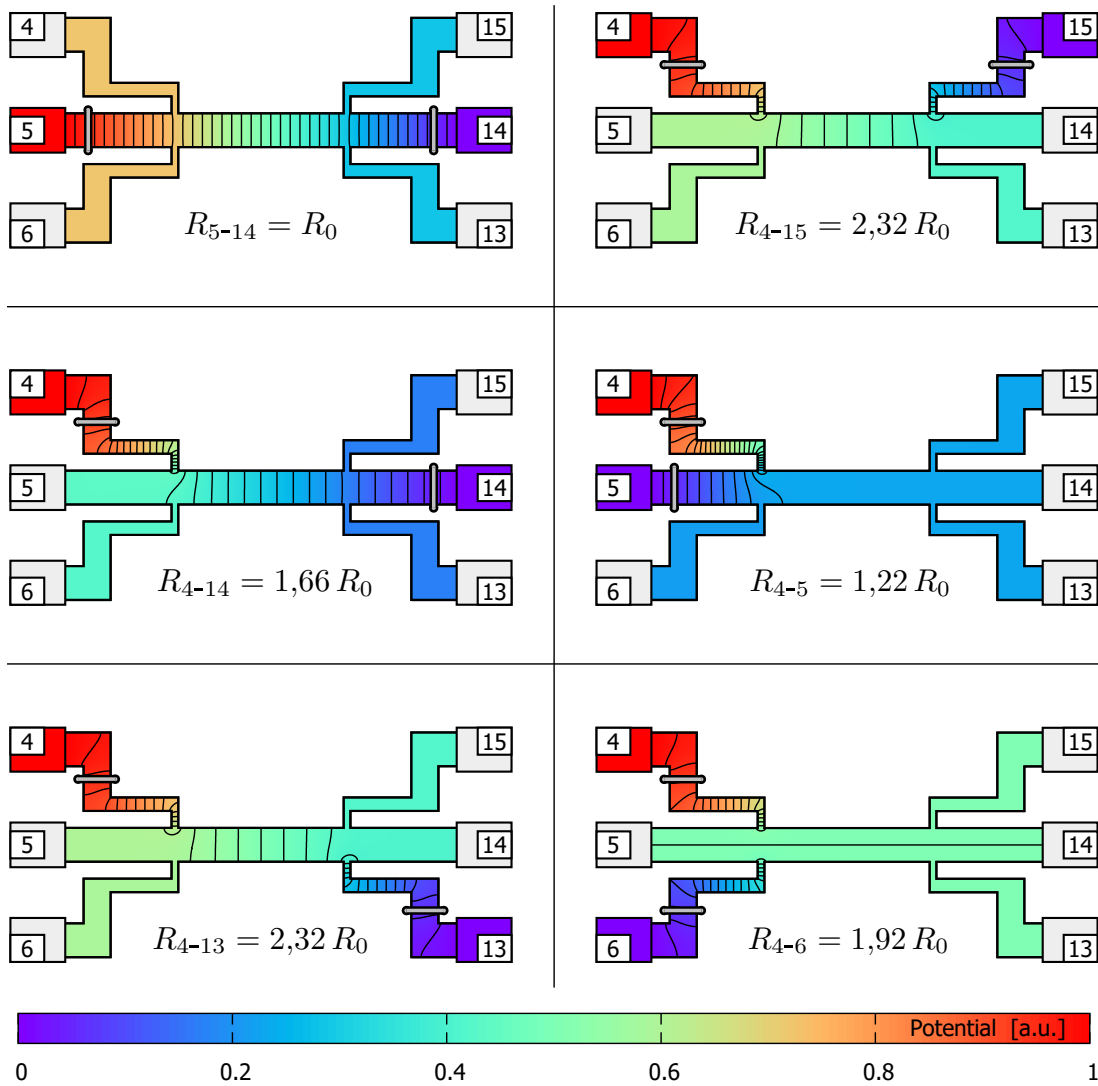 4 15
5 14
6 13
R5-14 = R0
4 15
5 14
6 13
R4-15 = 2,32 R0
4 15
5 14
6 13
R4-14 = 1,66 R0
4 15
5 14
6 13
R4-5 = 1,22 R0
4 15
5 14
6 13
R4-13 = 2,32 R0
4 15
5 14
6 13
R4-6 = 1,92 R0
Potential [a.u.]
0 0.2 0.4 0.6 0.8 1